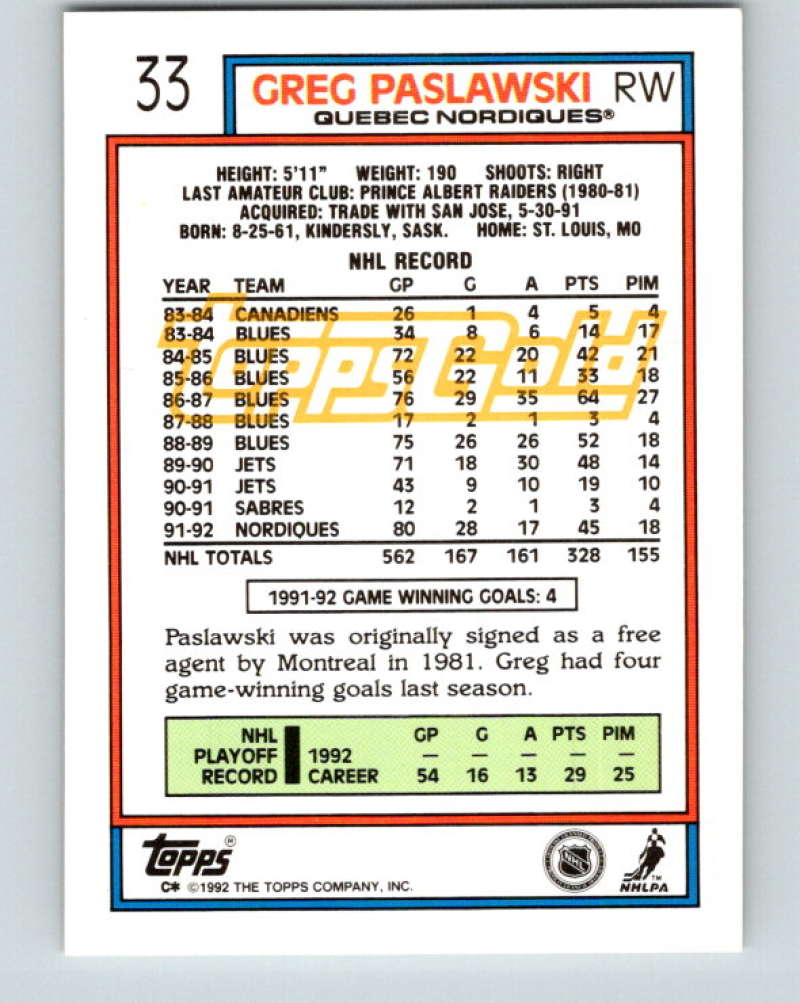 33 GREG PASLAWSKI RW
QUEBEC NORDIQUES®
HEIGHT: 5'11" WEIGHT: 190 SHOOTS: RIGHT
LAST AMATEUR CLUB: PRINCE ALBERT RAIDERS (1980-81)
ACQUIRED: TRADE WITH SAN JOSE, 5-30-91
BORN: 8-25-61, KINDERSLY, SASK. HOME: ST. LOUIS, MO
NHL RECORD
YEAR TEAM GP G A PTS PIM
83-84 CANADIENS 26 1 4 5 4
83-84 BLUES 34 8 6 14 17
84-85 BLUES 72 22 20 42 21
85-86 BLUES 56 22 11 33 18
86-87 BLUES 76 29 35 64 27
87-88 BLUES 17 2 1 3 4
88-89 BLUES 75 26 26 52 18
89-90 JETS 71 18 30 48 14
90-91 JETS 43 9 10 19 10
90-91 SABRES 12 2 1 3 4
91-92 NORDIQUES 80 28 17 45 18
NHL TOTALS 562 167 161 328 155
ToppsGold
1991-92 GAME WINNING GOALS: 4
Paslawski was originally signed as a free
agent by Montreal in 1981. Greg had four
game-winning goals last season.
NHL GP G A PTS PIM
PLAYOFF 1992 — — — — —
RECORD CAREER 54 16 13 29 25
TOPPS®
C* ©1992 THE TOPPS COMPANY, INC.
NHL
NHLPA™